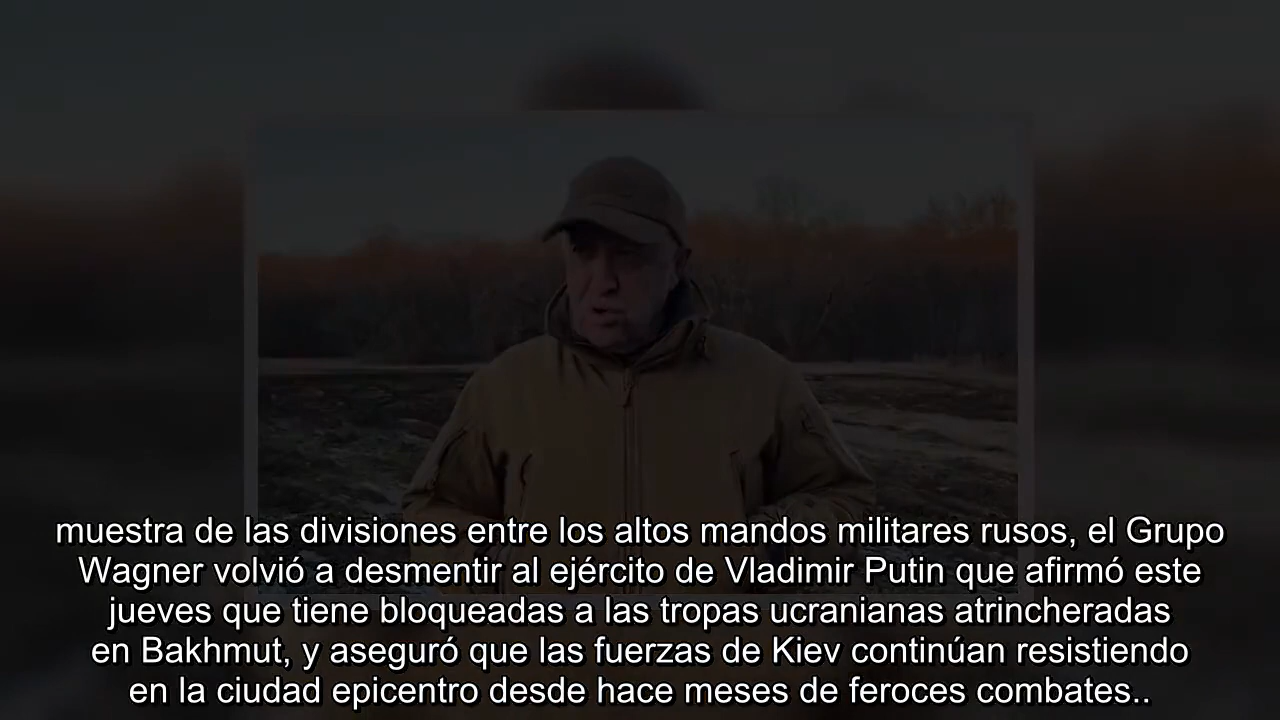 muestra de las divisiones entre los altos mandos militares rusos, el Grupo
Wagner volvió a desmentir al ejército de Vladimir Putin que afirmó este
jueves que tiene bloqueadas a las tropas ucranianas atrincheradas
en Bakhmut, y aseguró que las fuerzas de Kiev continúan resistiendo
en la ciudad epicentro desde hace meses de feroces combates..